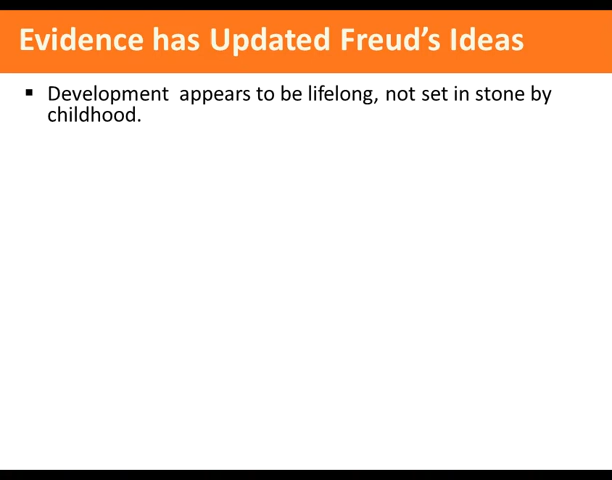 Evidence has Updated Freud's Ideas
▪ Development  appears to be lifelong, not set in stone by
childhood.